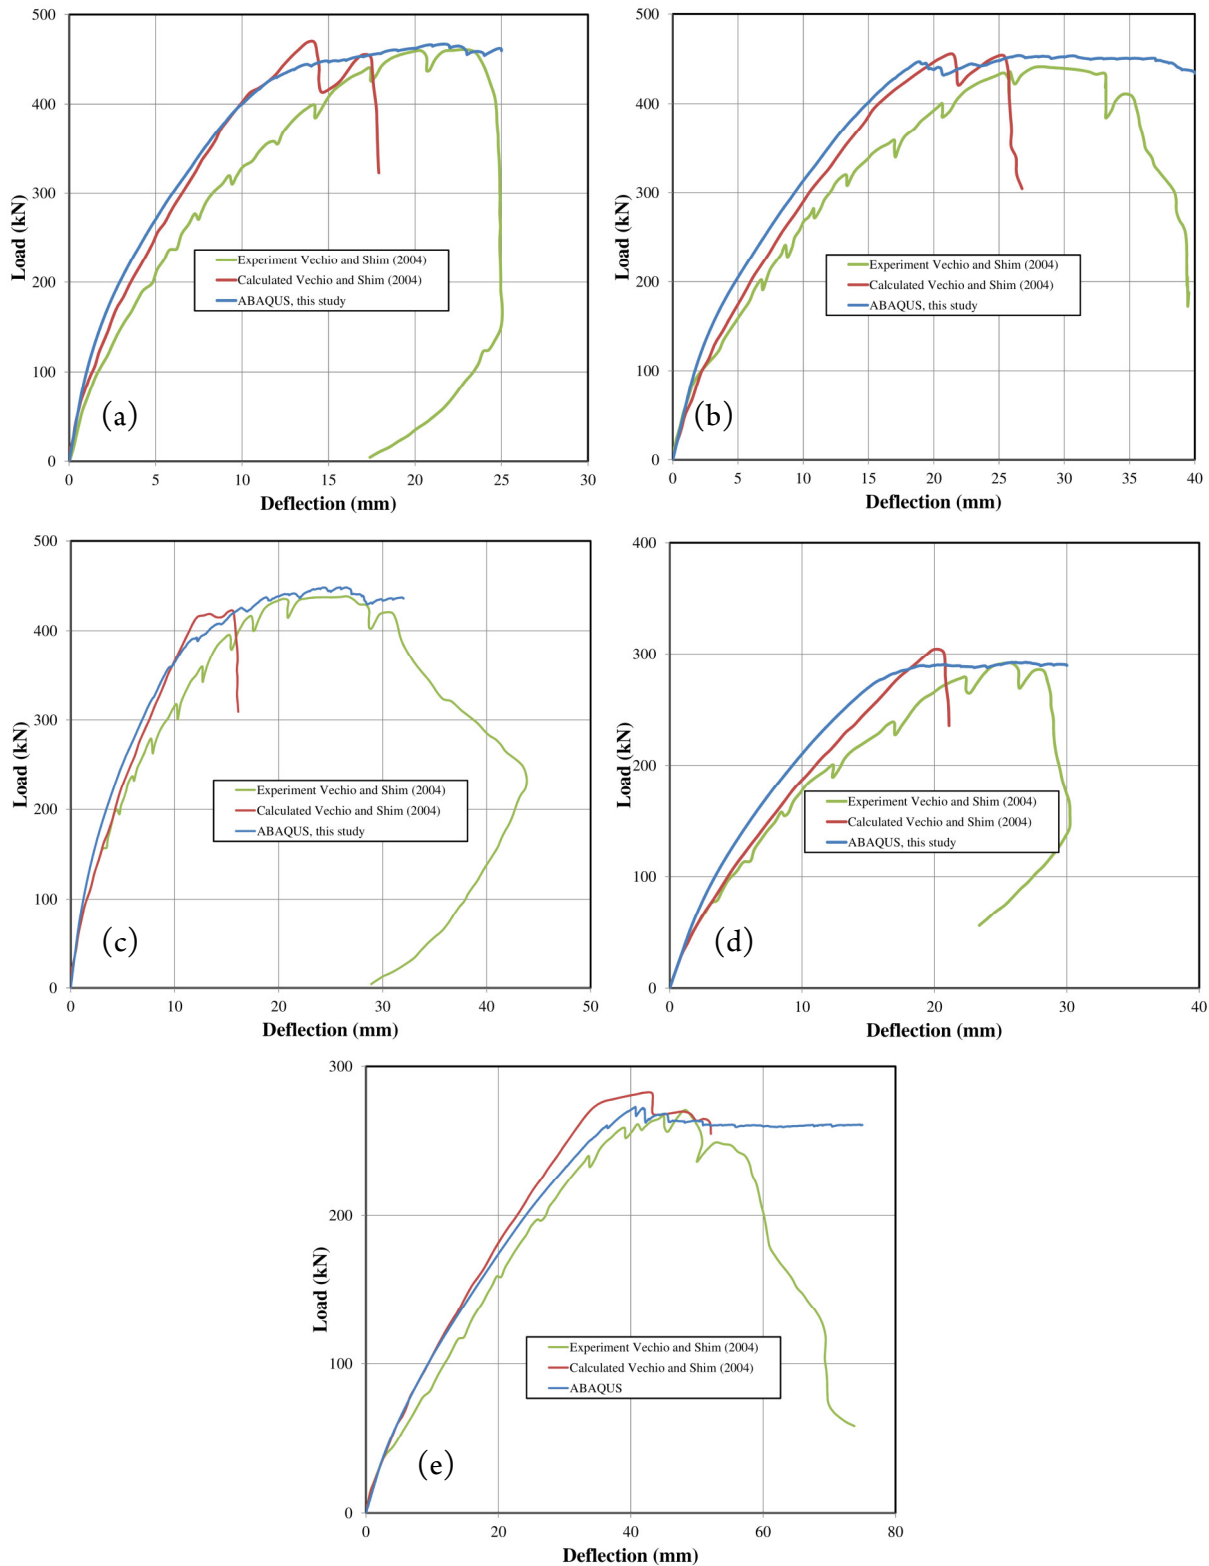 500
400
300
200
100
0
Load (kN)
Experiment Vechio and Shim (2004)
Calculated Vechio and Shim (2004)
ABAQUS, this study
(a)
0 5 10 15 20 25 30
Deflection (mm)
500
400
300
200
100
0
Load (kN)
Experiment Vechio and Shim (2004)
Calculated Vechio and Shim (2004)
ABAQUS, this study
(b)
0 5 10 15 20 25 30 35 40
Deflection (mm)
500
400
300
200
100
0
Load (kN)
Experiment Vechio and Shim (2004)
Calculated Vechio and Shim (2004)
ABAQUS, this study
(c)
0 10 20 30 40 50
Deflection (mm)
400
300
200
100
0
Load (kN)
Experiment Vechio and Shim (2004)
Calculated Vechio and Shim (2004)
ABAQUS, this study
(d)
0 10 20 30 40
Deflection (mm)
300
200
100
0
Load (kN)
Experiment Vechio and Shim (2004)
Calculated Vechio and Shim (2004)
ABAQUS
(e)
0 20 40 60 80
Deflection (mm)